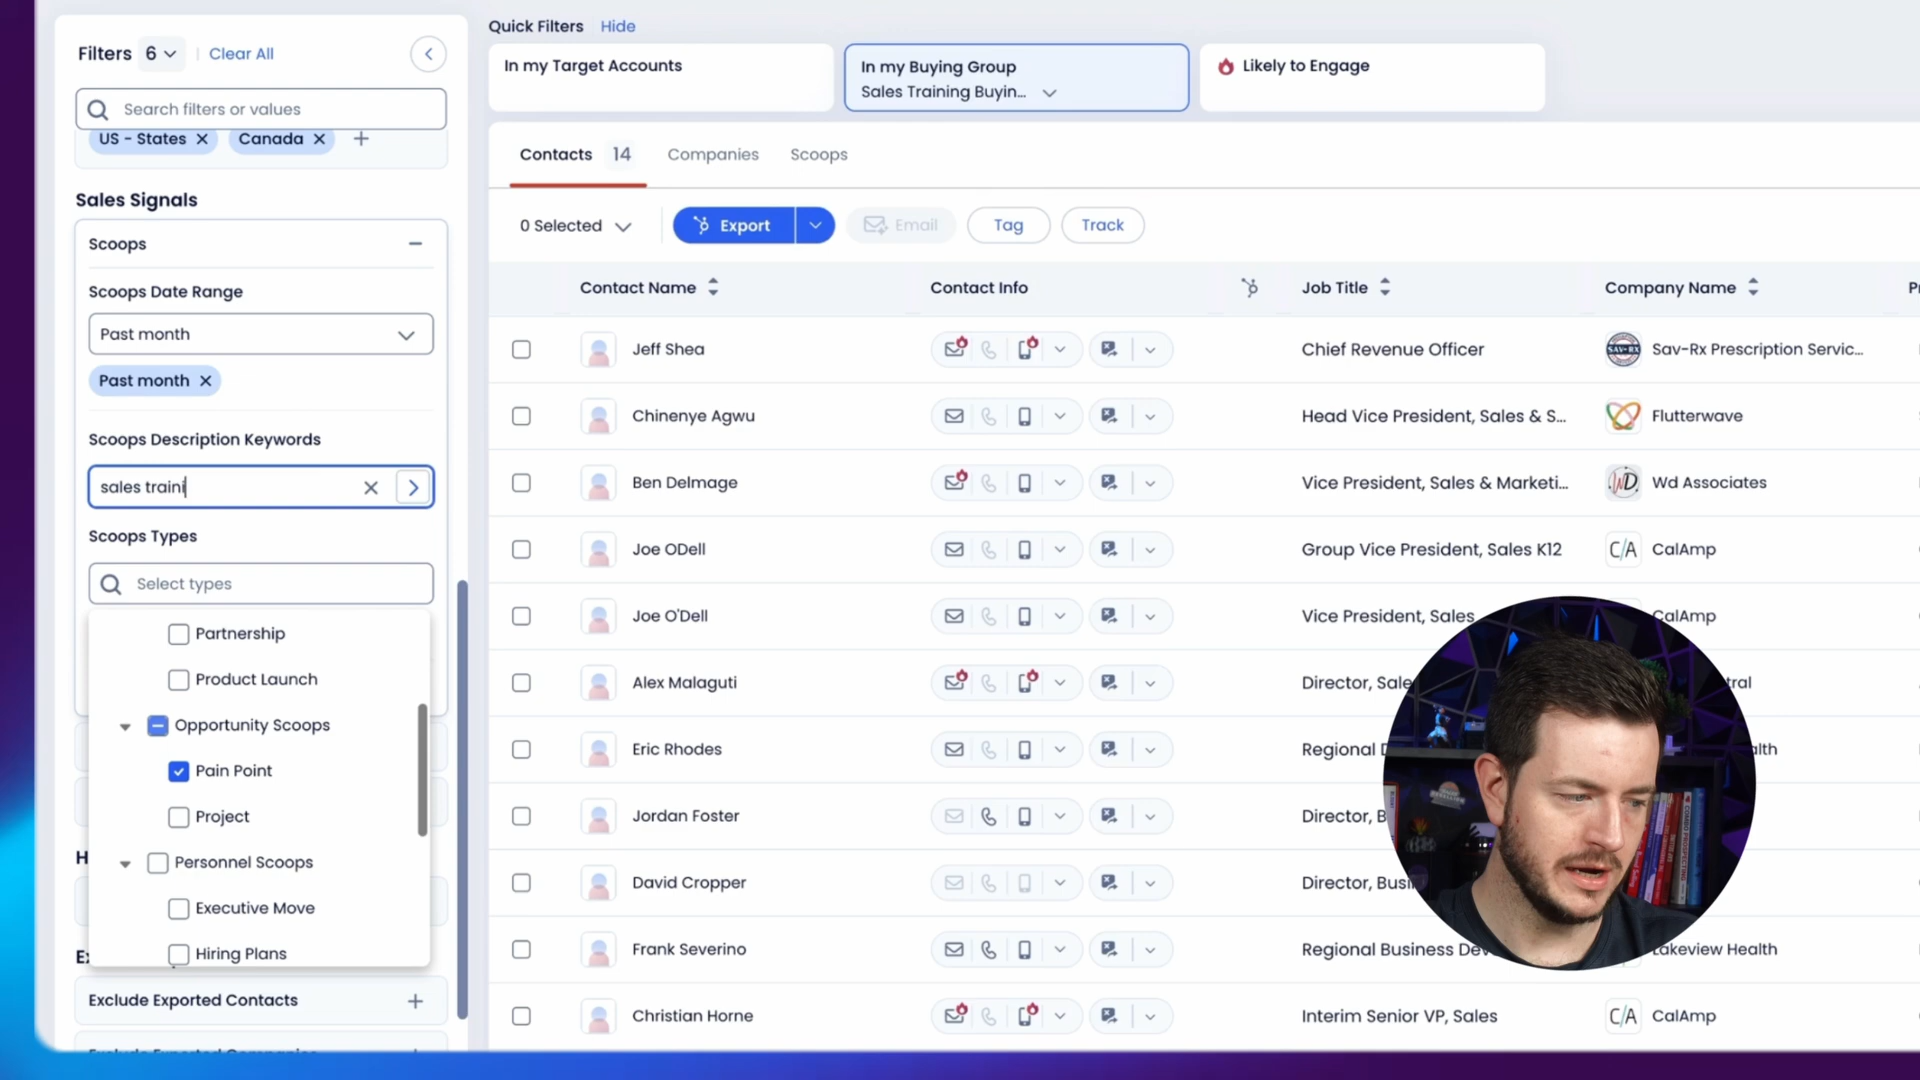 Quick Filters Hide
Filters 6 Clear All
In my Target Accounts
In my Buying Group
Sales Training Buyin...
Likely to Engage
Search filters or values
US - States
Canada
Sales Signals
Scoops
Scoops Date Range
Past month
Past month
Scoops Description Keywords
sales traini
Scoops Types
Select types
Partnership
Product Launch
Opportunity Scoops
Pain Point
Project
Personnel Scoops
Executive Move
Hiring Plans
Exclude Exported Contacts
Contacts 14 Companies Scoops
0 Selected Export Email Tag Track
Contact Name Contact Info Job Title Company Name
Jeff Shea Chief Revenue Officer SAV-RX Sav-Rx Prescription Servic...
Chinenye Agwu Head Vice President, Sales & S... Flutterwave
Ben Delmage Vice President, Sales & Marketi... WD Wd Associates
Joe ODell Group Vice President, Sales K12 C/A CalAmp
Joe O'Dell Vice President, Sales CalAmp
Alex Malaguti Director, Sale
Eric Rhodes Regional
Jordan Foster Director,
David Cropper Director, Busi
Frank Severino Regional Business Dev Lakeview Health
Christian Horne Interim Senior VP, Sales C/A CalAmp